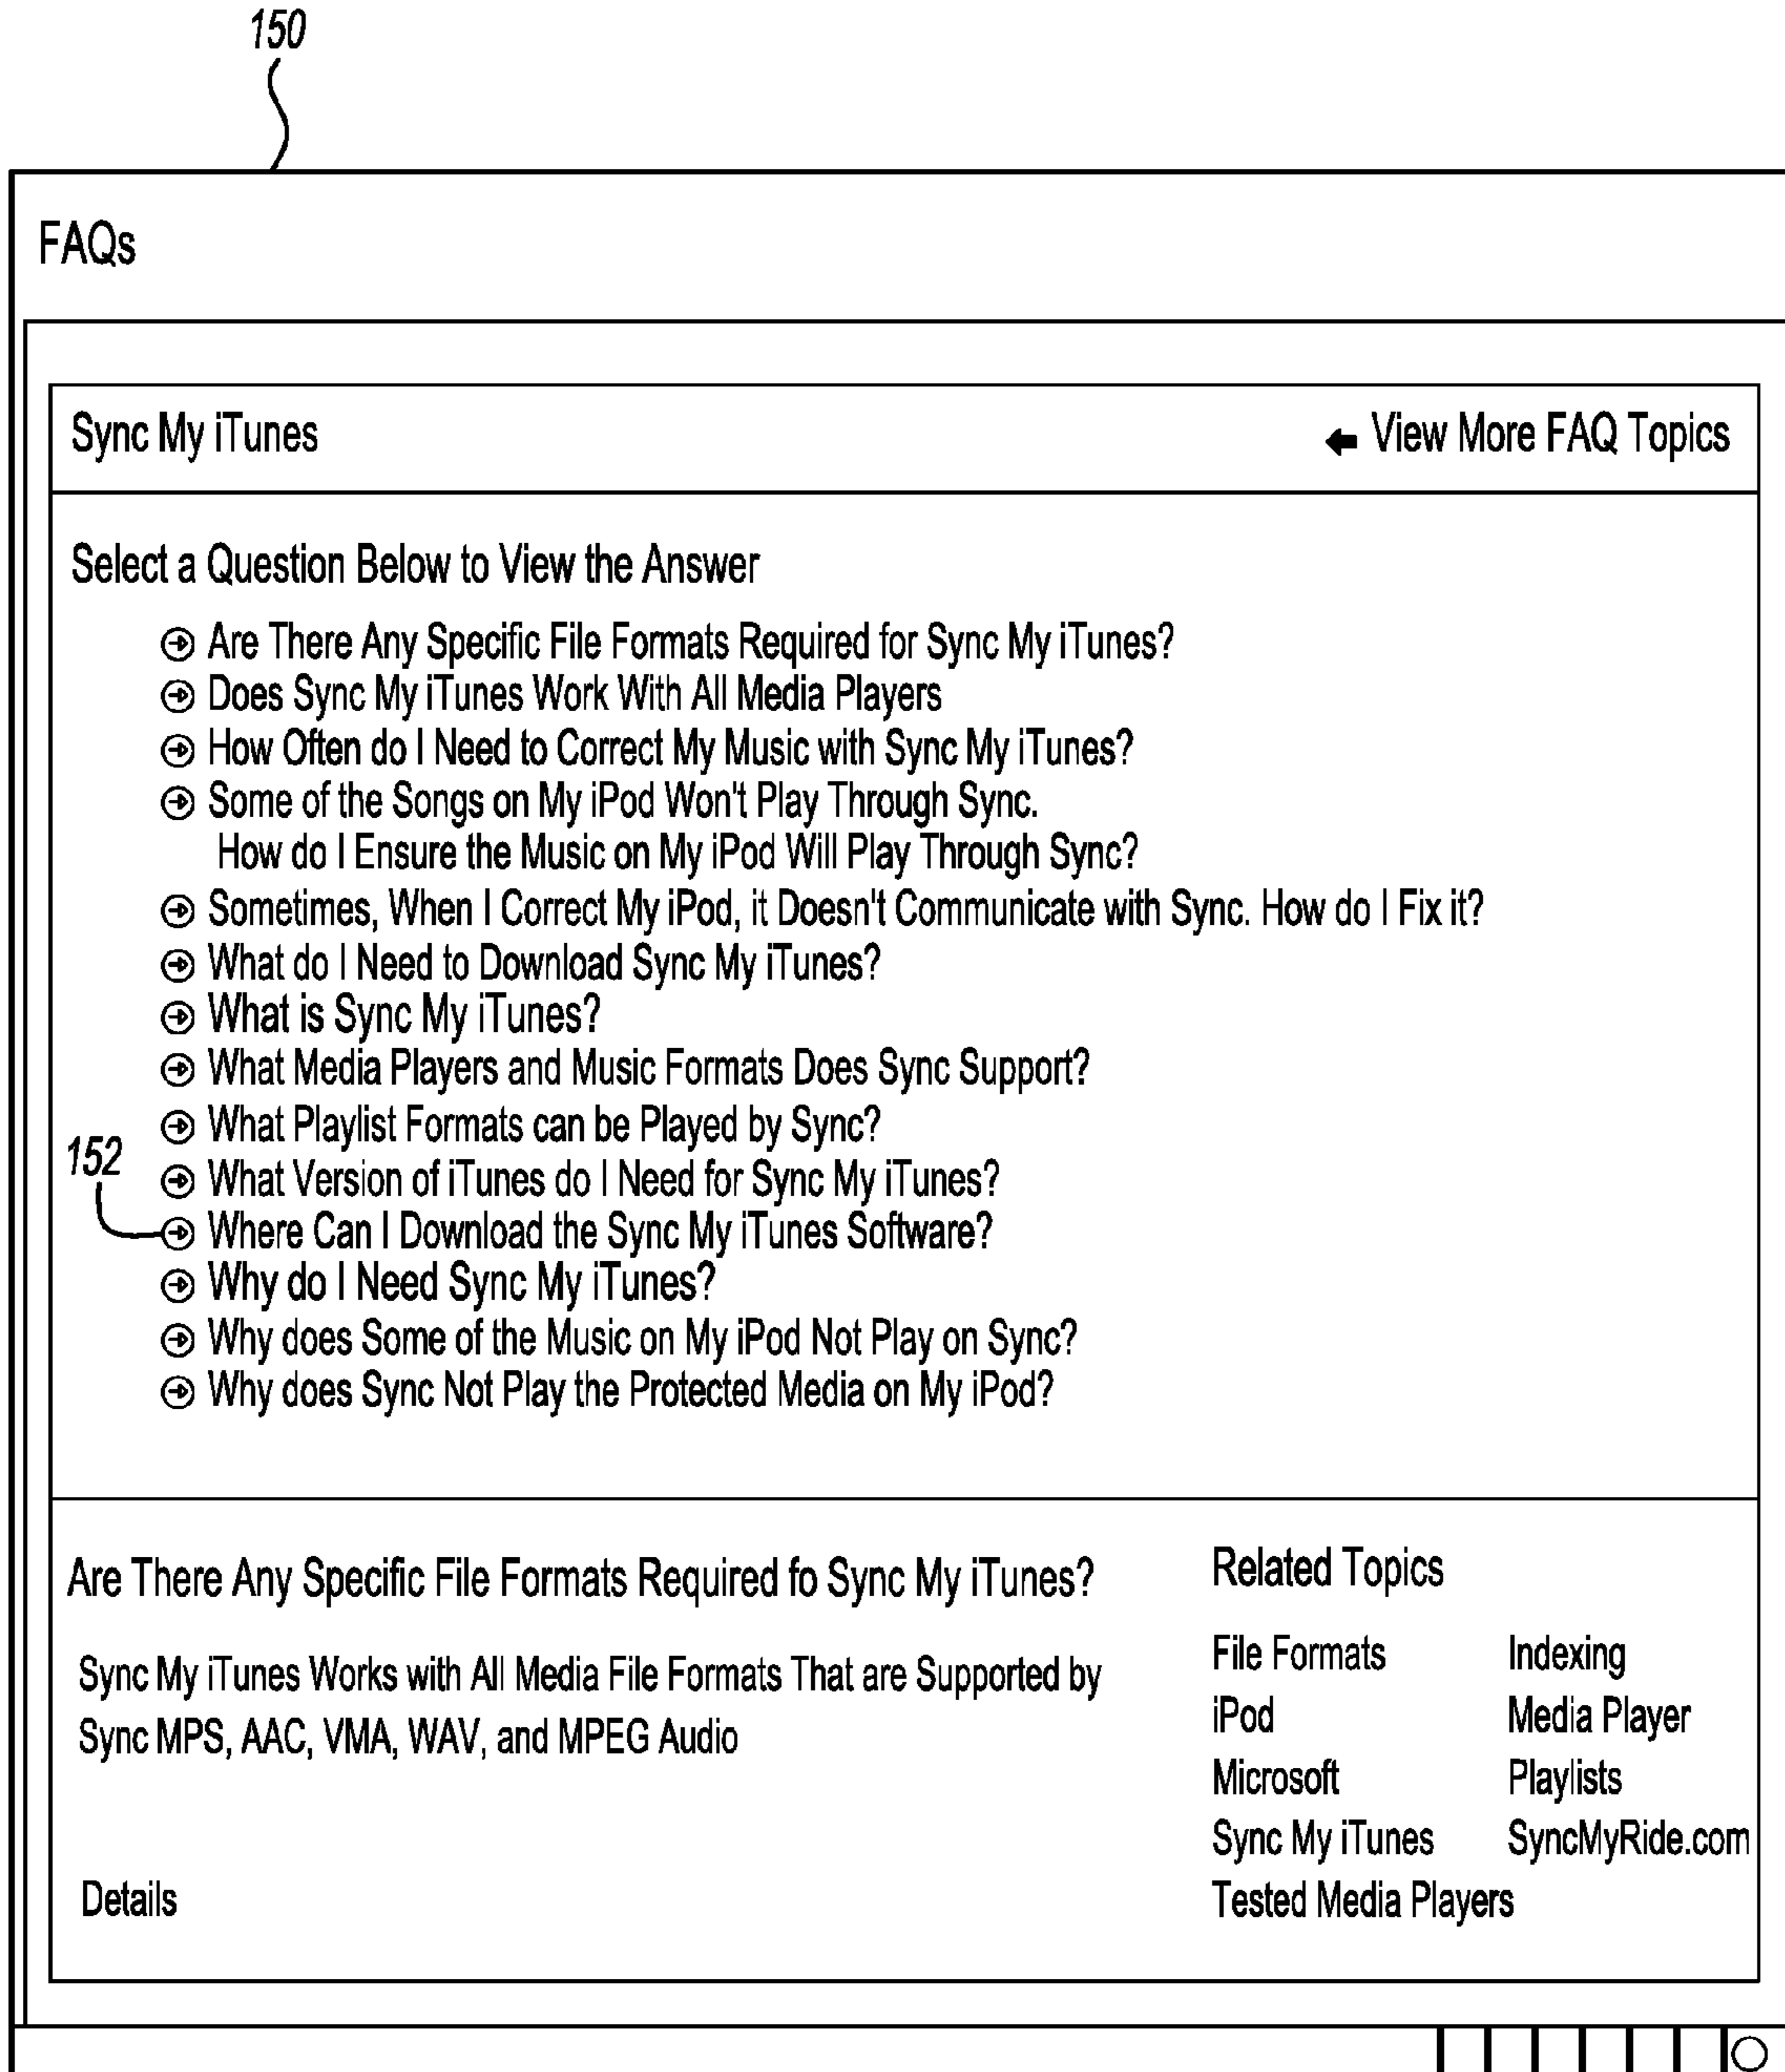 150
FAQs
Sync My iTunes
View More FAQ Topics
Select a Question Below to View the Answer
Are There Any Specific File Formats Required for Sync My iTunes?
Does Sync My iTunes Work With All Media Players
How Often do I Need to Correct My Music with Sync My iTunes?
Some of the Songs on My iPod Won't Play Through Sync.
How do I Ensure the Music on My iPod Will Play Through Sync?
Sometimes, When I Correct My iPod, it Doesn't Communicate with Sync. How do I Fix it?
What do I Need to Download Sync My iTunes?
What is Sync My iTunes?
What Media Players and Music Formats Does Sync Support?
What Playlist Formats can be Played by Sync?
What Version of iTunes do I Need for Sync My iTunes?
152
Where Can I Download the Sync My iTunes Software?
Why do I Need Sync My iTunes?
Why does Some of the Music on My iPod Not Play on Sync?
Why does Sync Not Play the Protected Media on My iPod?
Are There Any Specific File Formats Required fo Sync My iTunes?
Sync My iTunes Works with All Media File Formats That are Supported by
Sync MPS, AAC, VMA, WAV, and MPEG Audio
Details
Related Topics
File Formats Indexing
iPod Media Player
Microsoft Playlists
Sync My iTunes SyncMyRide.com
Tested Media Players